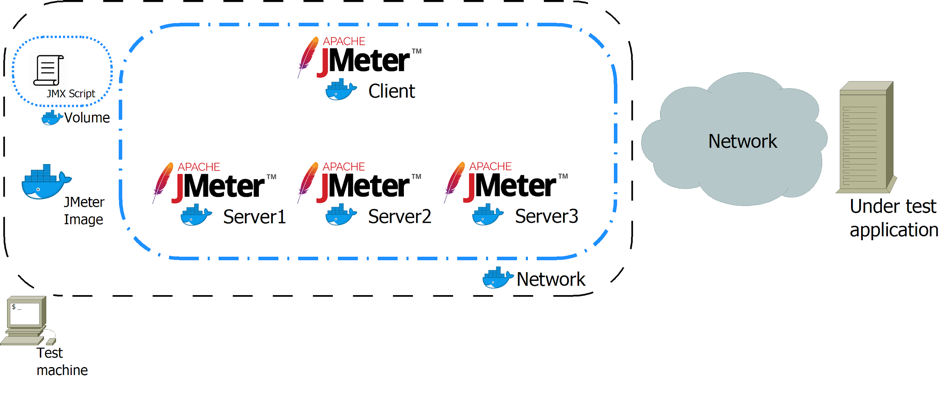 APACHE
JMeter™
Client
JMX Script
Volume
JMeter
Image
APACHE
JMeter™
Server1
APACHE
JMeter™
Server2
APACHE
JMeter™
Server3
Network
Network
Under test
application
$_
Test
machine